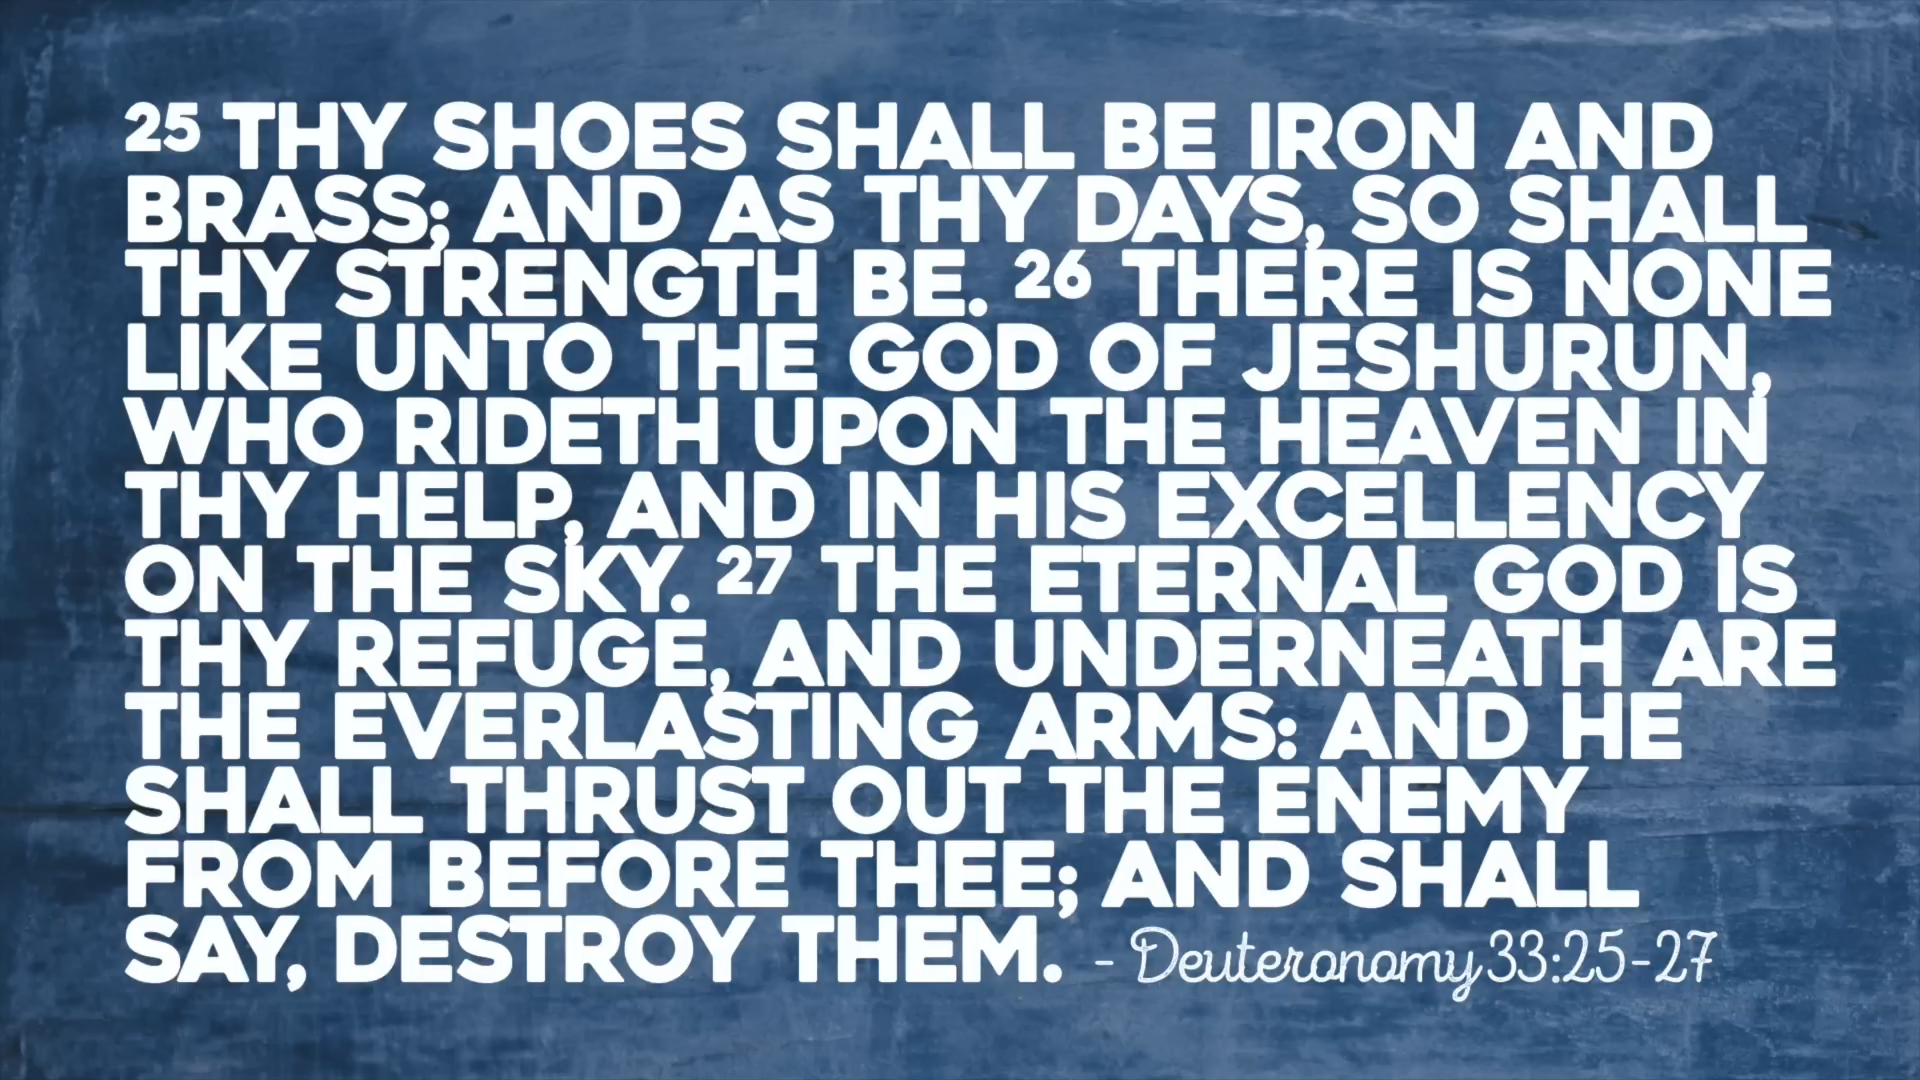 25 THY SHOES SHALL BE IRON AND
BRASS; AND AS THY DAYS, SO SHALL
THY STRENGTH BE. 26 THERE IS NONE
LIKE UNTO THE GOD OF JESHURUN,
WHO RIDETH UPON THE HEAVEN IN
THY HELP, AND IN HIS EXCELLENCY
ON THE SKY. 27 THE ETERNAL GOD IS
THY REFUGE, AND UNDERNEATH ARE
THE EVERLASTING ARMS: AND HE
SHALL THRUST OUT THE ENEMY
FROM BEFORE THEE; AND SHALL
SAY, DESTROY THEM. - Deuteronomy 33:25-27